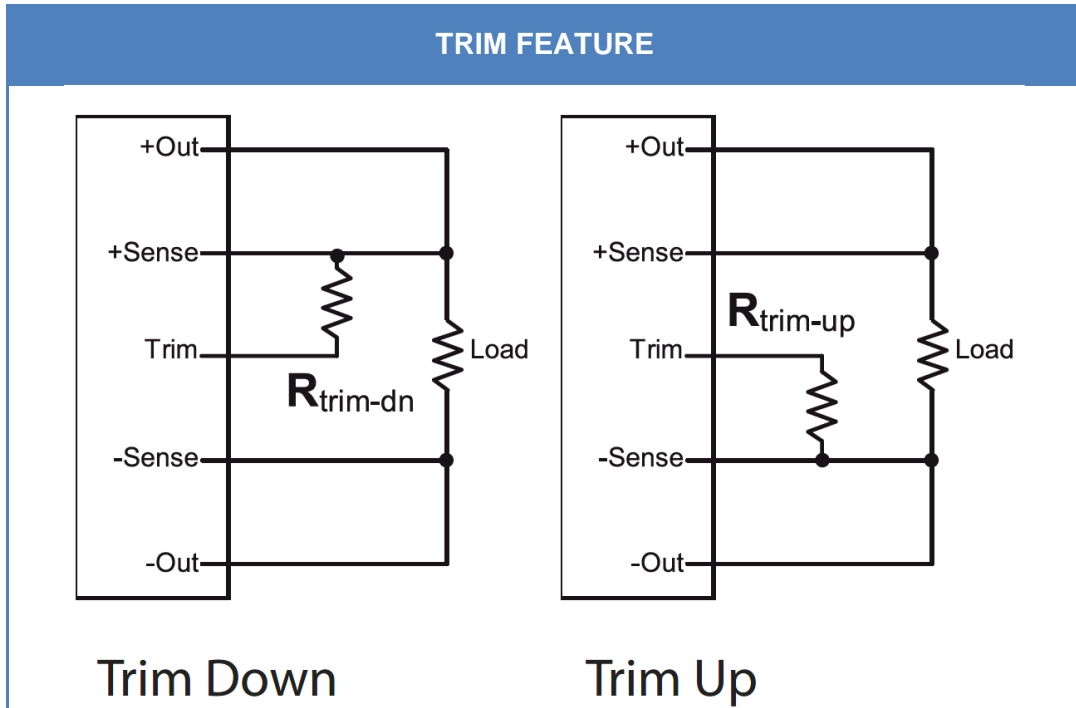 TRIM FEATURE
+Out
+Sense
Trim
Load
Rtrim-dn
-Sense
-Out
Trim Down
+Out
+Sense
Rtrim-up
Trim
Load
-Sense
-Out
Trim Up